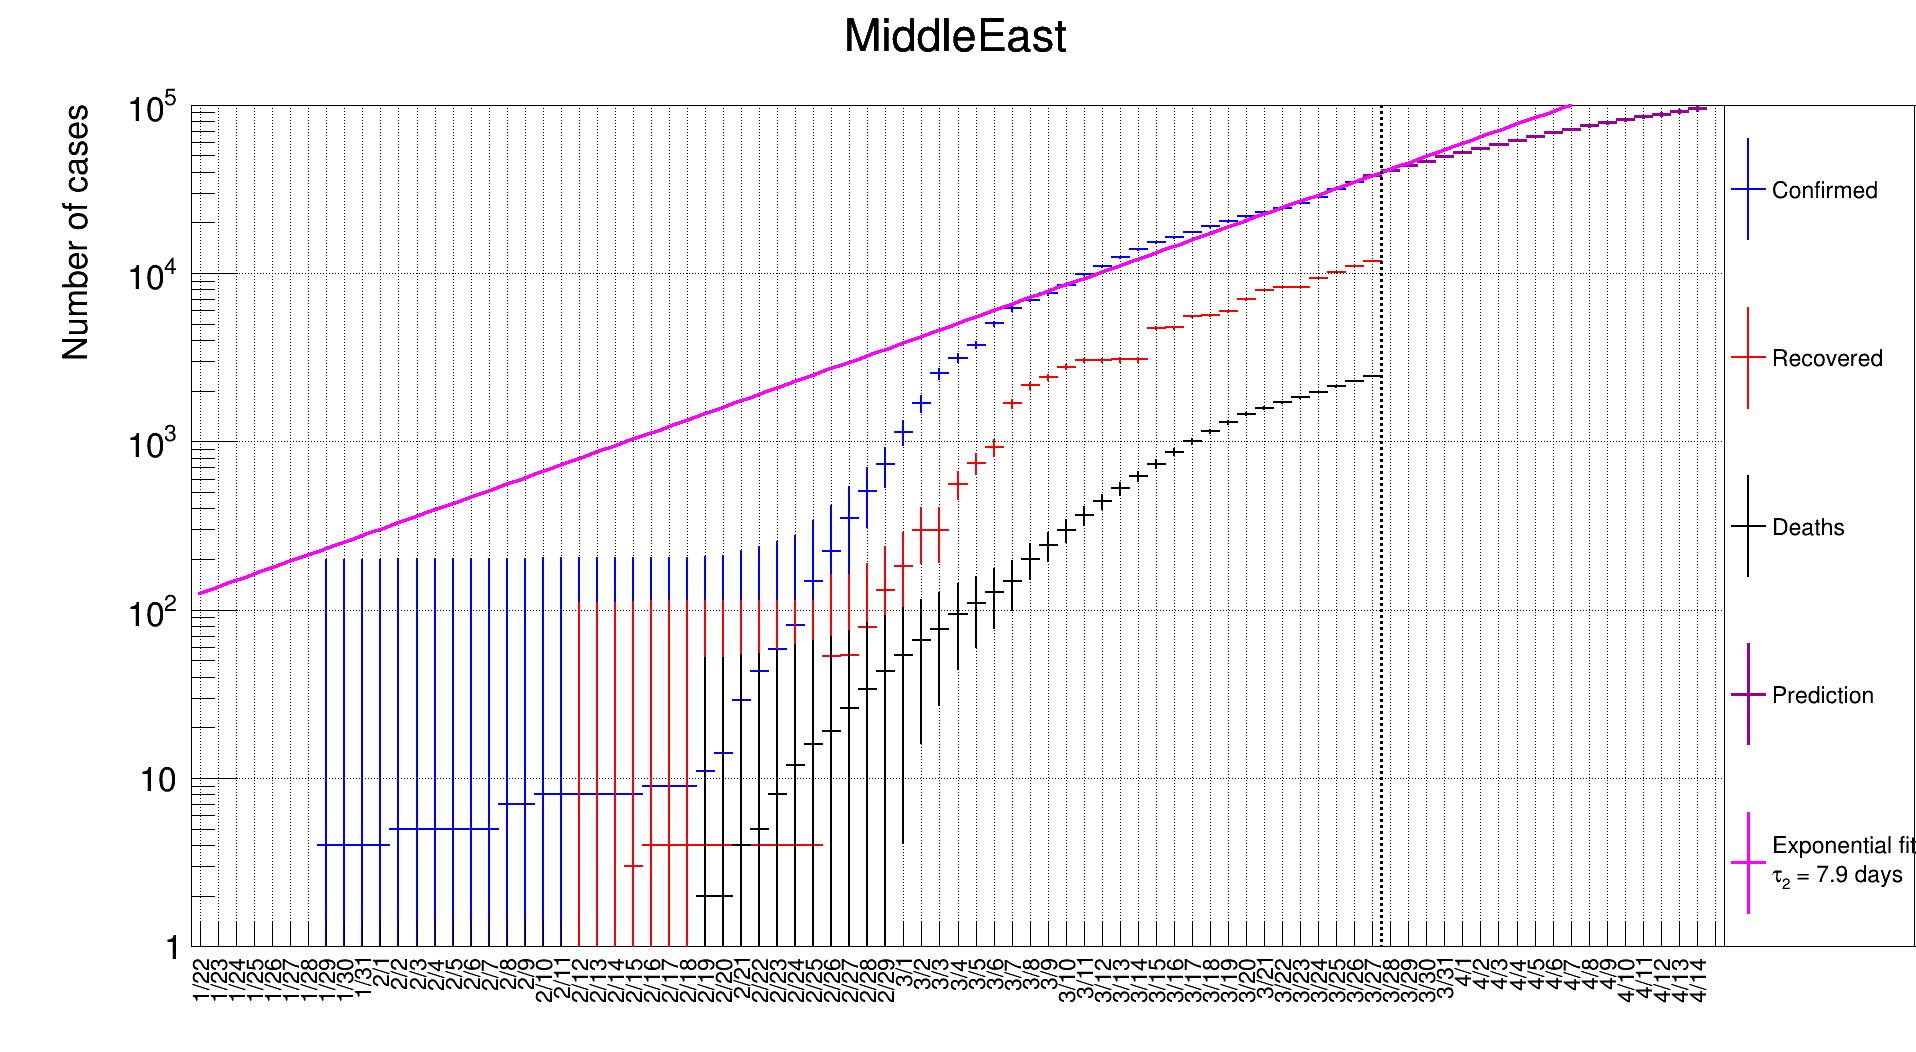 MiddleEast
Number of cases
10^5
10^4
10^3
10^2
10
1
1/22 1/23 1/24 1/25 1/26 1/27 1/28 1/29 1/30 1/31 2/1 2/2 2/3 2/4 2/5 2/6 2/7 2/8 2/9 2/10 2/11 2/12 2/13 2/14 2/15 2/16 2/17 2/18 2/19 2/20 2/21 2/22 2/23 2/24 2/25 2/26 2/27 2/28 2/29 3/1 3/2 3/3 3/4 3/5 3/6 3/7 3/8 3/9 3/10 3/11 3/12 3/13 3/14 3/15 3/16 3/17 3/18 3/19 3/20 3/21 3/22 3/23 3/24 3/25 3/26 3/27 3/28 3/29 3/30 3/31 4/1 4/2 4/3 4/4 4/5 4/6 4/7 4/8 4/9 4/10 4/11 4/12 4/13 4/14
Confirmed
Recovered
Deaths
Prediction
Exponential fit
τ₂ = 7.9 days